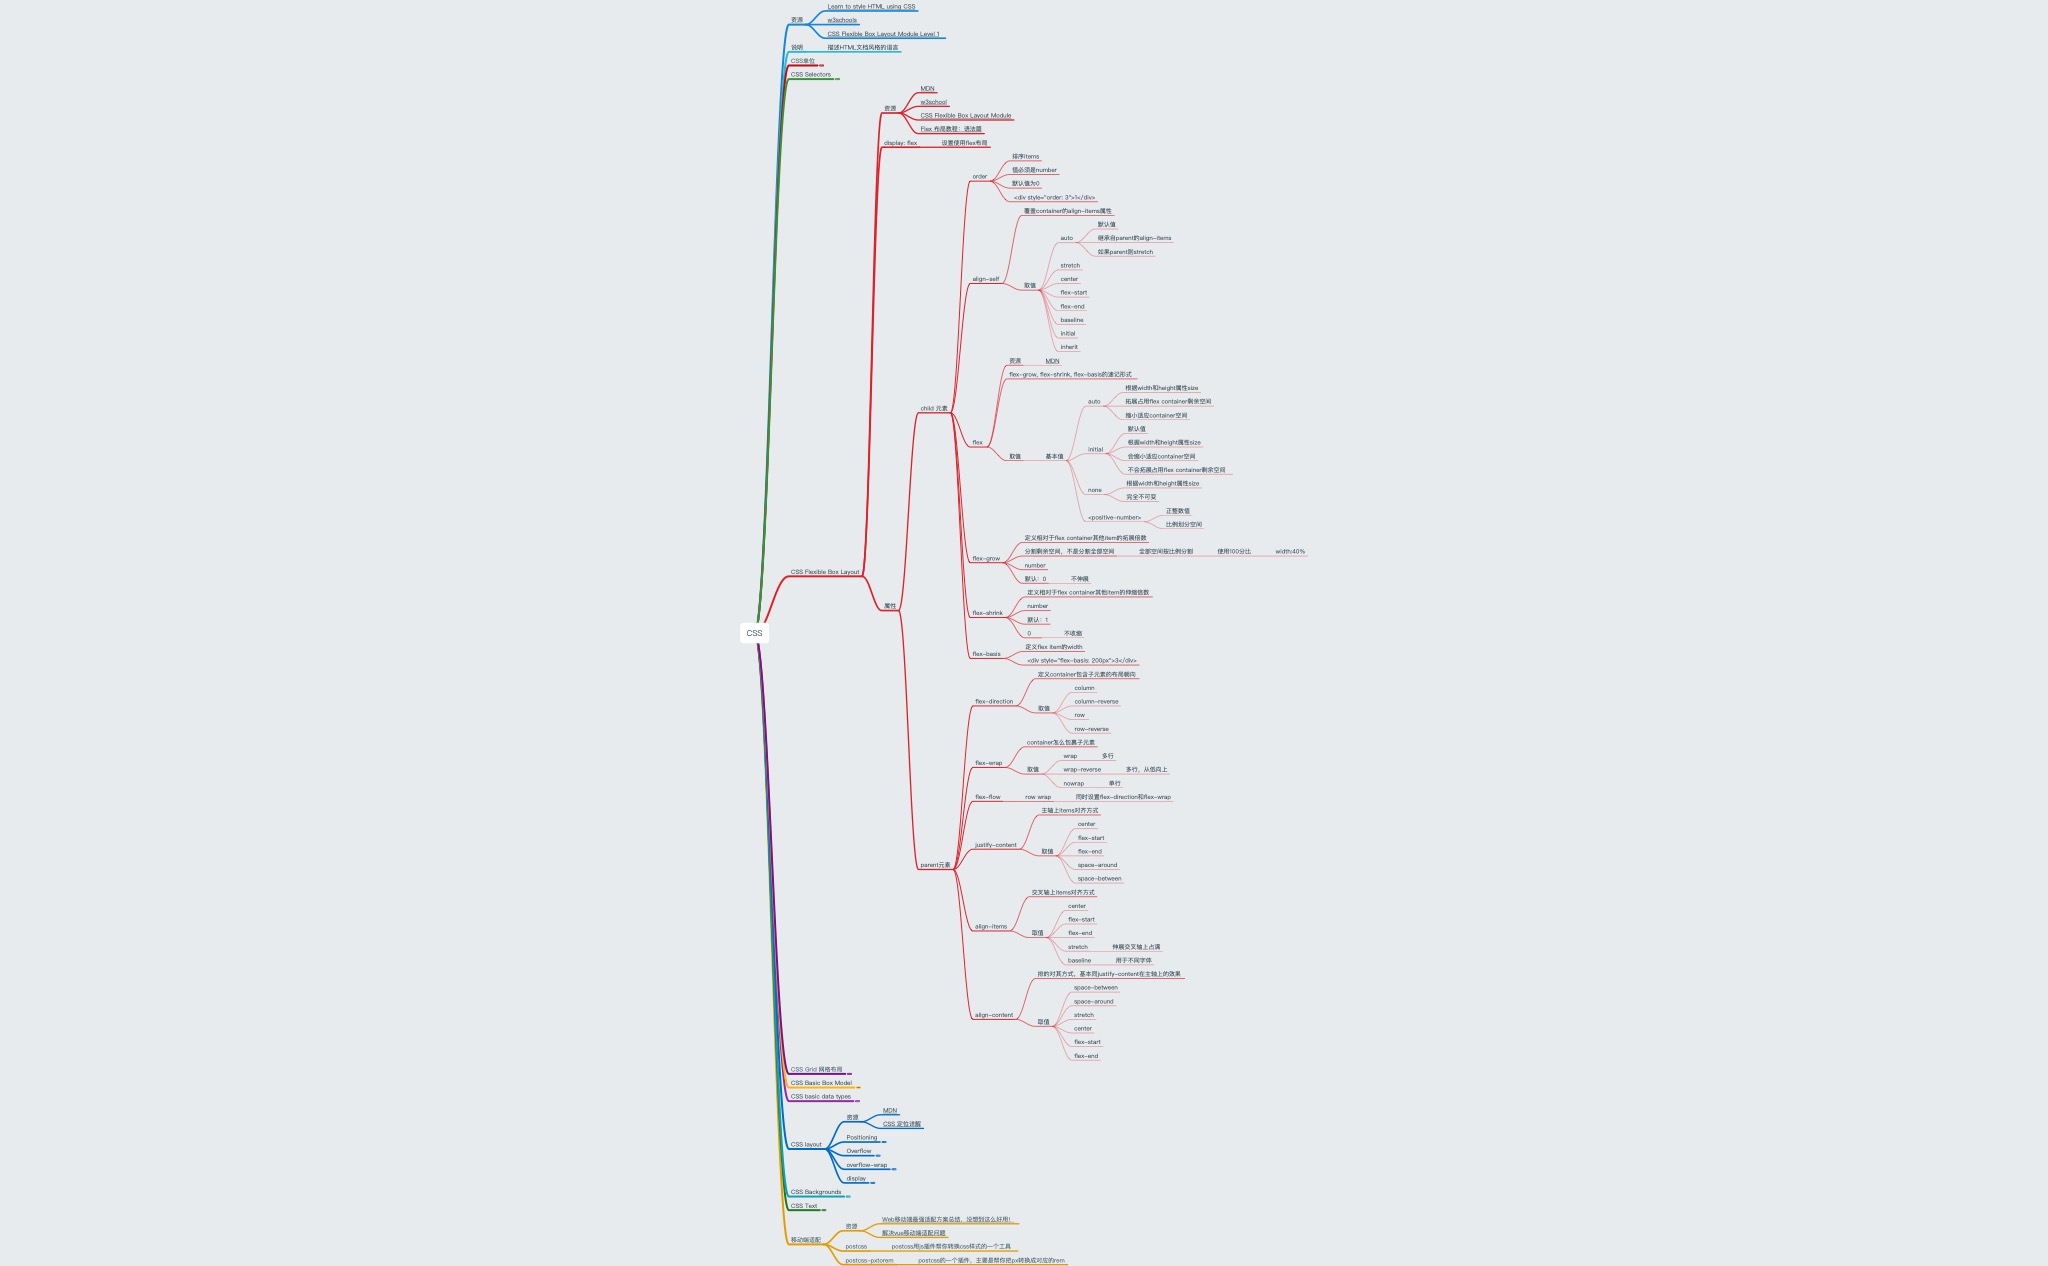 Learn to style HTML using CSS
资源
w3schools
CSS Flexible Box Layout Module Level 1
说明 描述HTML文档风格的语言
CSS单位
CSS Selectors
MDN
w3school
资源
CSS Flexible Box Layout Module
Flex 布局教程：语法篇
display: flex 设置使用flex布局
排序items
值必须是number
order
默认值为0
<div style="order: 3">1</div>
覆盖container的align-items属性
默认值
auto 继承自parent的align-items
如果parent则stretch
stretch
align-self center
取值
flex-start
flex-end
baseline
initial
inherit
资源 MDN
flex-grow, flex-shrink, flex-basis的速记形式
根据width和height属性size
auto 拓展占用flex container剩余空间
缩小适应container空间
child 元素
默认值
flex
根据width和height属性size
initial
取值 基本值
会缩小适应container空间
不会拓展占用flex container剩余空间
根据width和height属性size
none
完全不可变
正整数值
<positive-number>
比例划分空间
定义相对于flex container其他item的拓展倍数
分割剩余空间，不是分割全部空间 全部空间按比例分割 使用100分比 width:40%
flex-grow
number
默认：0 不伸展
CSS Flexible Box Layout
定义相对于flex container其他item的伸缩倍数
属性
number
flex-shrink
默认：1
0 不收缩
CSS
定义flex item的width
flex-basis
<div style="flex-basis: 200px">3</div>
定义container包含子元素的布局朝向
column
flex-direction
column-reverse
取值
row
row-reverse
container怎么包裹子元素
wrap 多行
flex-wrap
取值
wrap-reverse 多行，从低向上
nowrap 单行
flex-flow row wrap 同时设置flex-direction和flex-wrap
主轴上items对齐方式
center
flex-start
justify-content
取值
flex-end
space-around
space-between
parent元素
交叉轴上items对齐方式
center
flex-start
align-items
取值
flex-end
stretch 伸展交叉轴上占满
baseline 用于不同字体
排的对其方式，基本同justify-content在主轴上的效果
space-between
space-around
align-content
stretch
取值
center
flex-start
flex-end
CSS Grid 网格布局
CSS Basic Box Model
CSS basic data types
MDN
资源
CSS 定位详解
Positioning
CSS layout
Overflow
overflow-wrap
display
CSS Backgrounds
CSS Text
Web移动端最强适配方案总结，没想到这么好用！
资源
解决vue移动端适配问题
移动端适配
postcss postcss用js插件帮你转换css样式的一个工具
postcss-pxtorem postcss的一个插件，主要是帮你把px转换成对应的rem